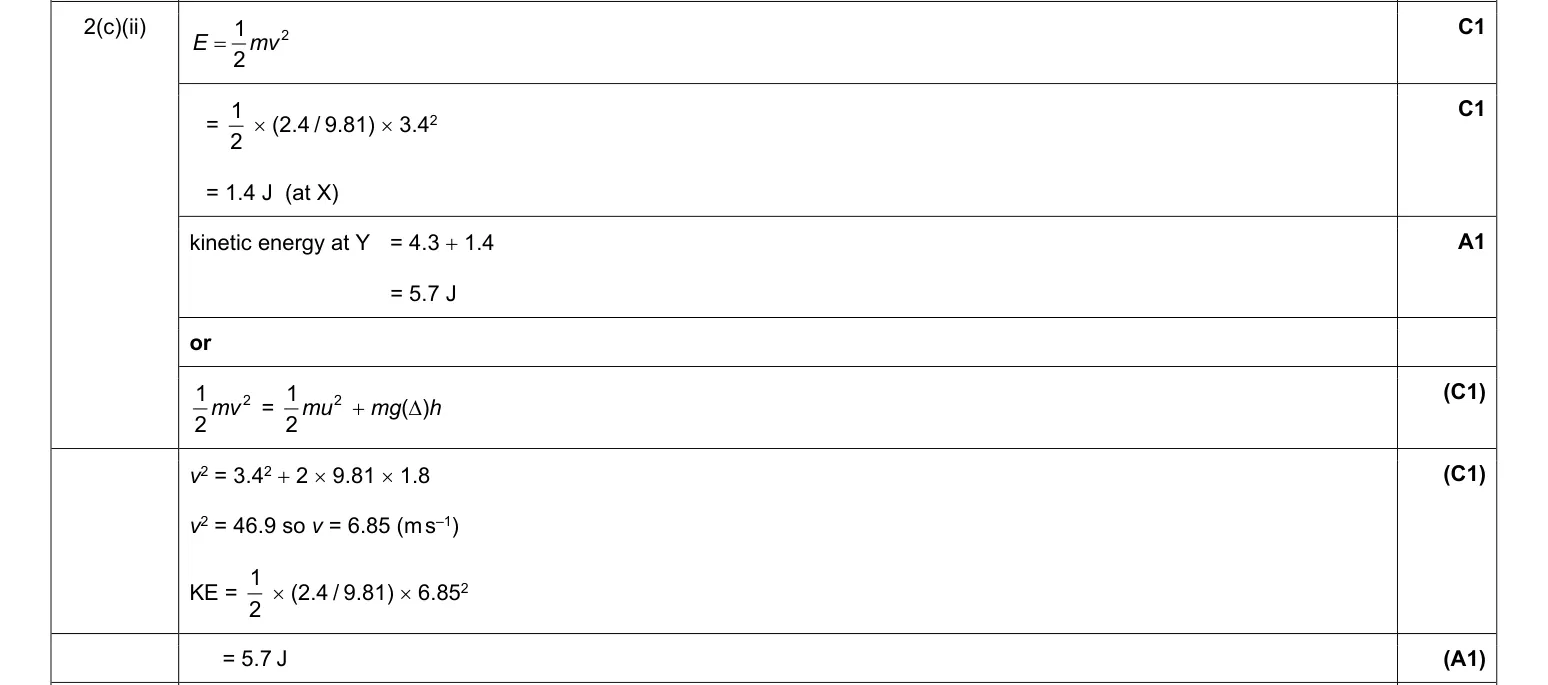 2(c)(ii)
E = 1/2 mv² C1
= 1/2 × (2.4 / 9.81) × 3.4² C1
= 1.4 J (at X)
kinetic energy at Y = 4.3 + 1.4 A1
= 5.7 J
or
1/2 mv² = 1/2 mu² + mg(Δ)h (C1)
v² = 3.4² + 2 × 9.81 × 1.8 (C1)
v² = 46.9 so v = 6.85 (m s⁻¹)
KE = 1/2 × (2.4 / 9.81) × 6.85²
= 5.7 J (A1)